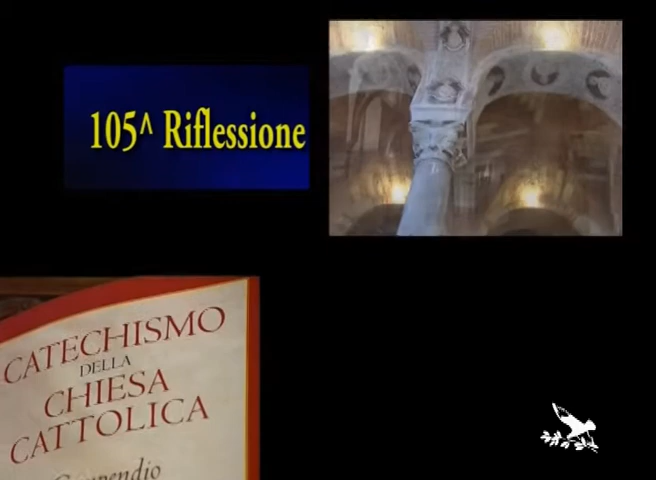 105^ Riflessione
CATECHISMO
DELLA
CHIESA
CATTOLICA
Compendio